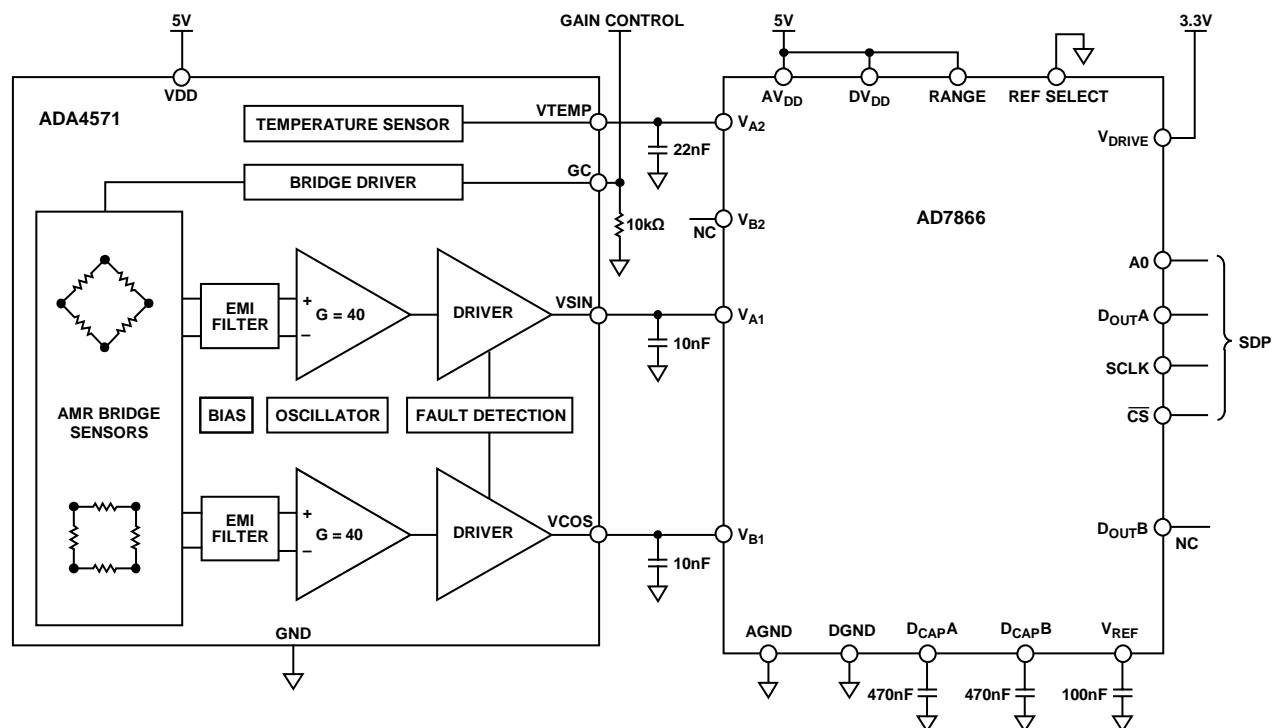 5V
GAIN CONTROL
5V
3.3V
VDD
ADA4571
AVDD
DVDD
RANGE
REF SELECT
VTEMP
TEMPERATURE SENSOR
VA2
22nF
VDRIVE
GC
BRIDGE DRIVER
10kΩ
VB2
NC
AD7866
A0
EMI
FILTER
+
–
G = 40
DRIVER
VSIN
VA1
10nF
DOUTA
SDP
SCLK
CS
AMR BRIDGE
SENSORS
BIAS
OSCILLATOR
FAULT DETECTION
EMI
FILTER
+
–
G = 40
DRIVER
VCOS
VB1
10nF
DOUTB
NC
GND
AGND
DGND
DCAPA
DCAPB
VREF
470nF
470nF
100nF